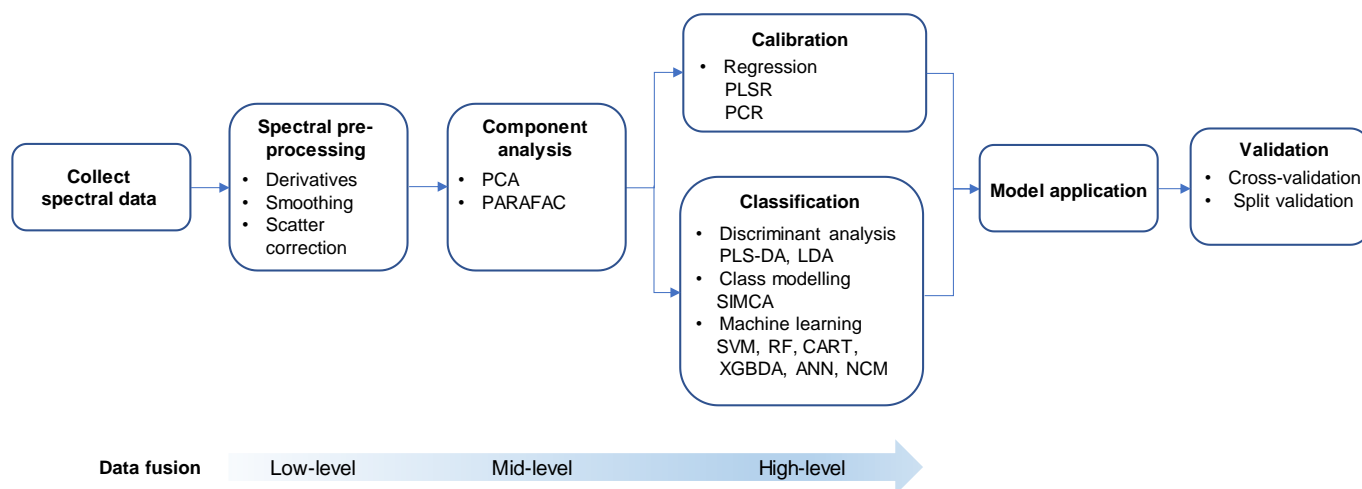 Collect
spectral data
Spectral pre-
processing
• Derivatives
• Smoothing
• Scatter
correction
Component
analysis
• PCA
• PARAFAC
Calibration
• Regression
PLSR
PCR
Classification
• Discriminant analysis
PLS-DA, LDA
• Class modelling
SIMCA
• Machine learning
SVM, RF, CART,
XGBDA, ANN, NCM
Model application
Validation
• Cross-validation
• Split validation
Data fusion Low-level Mid-level High-level